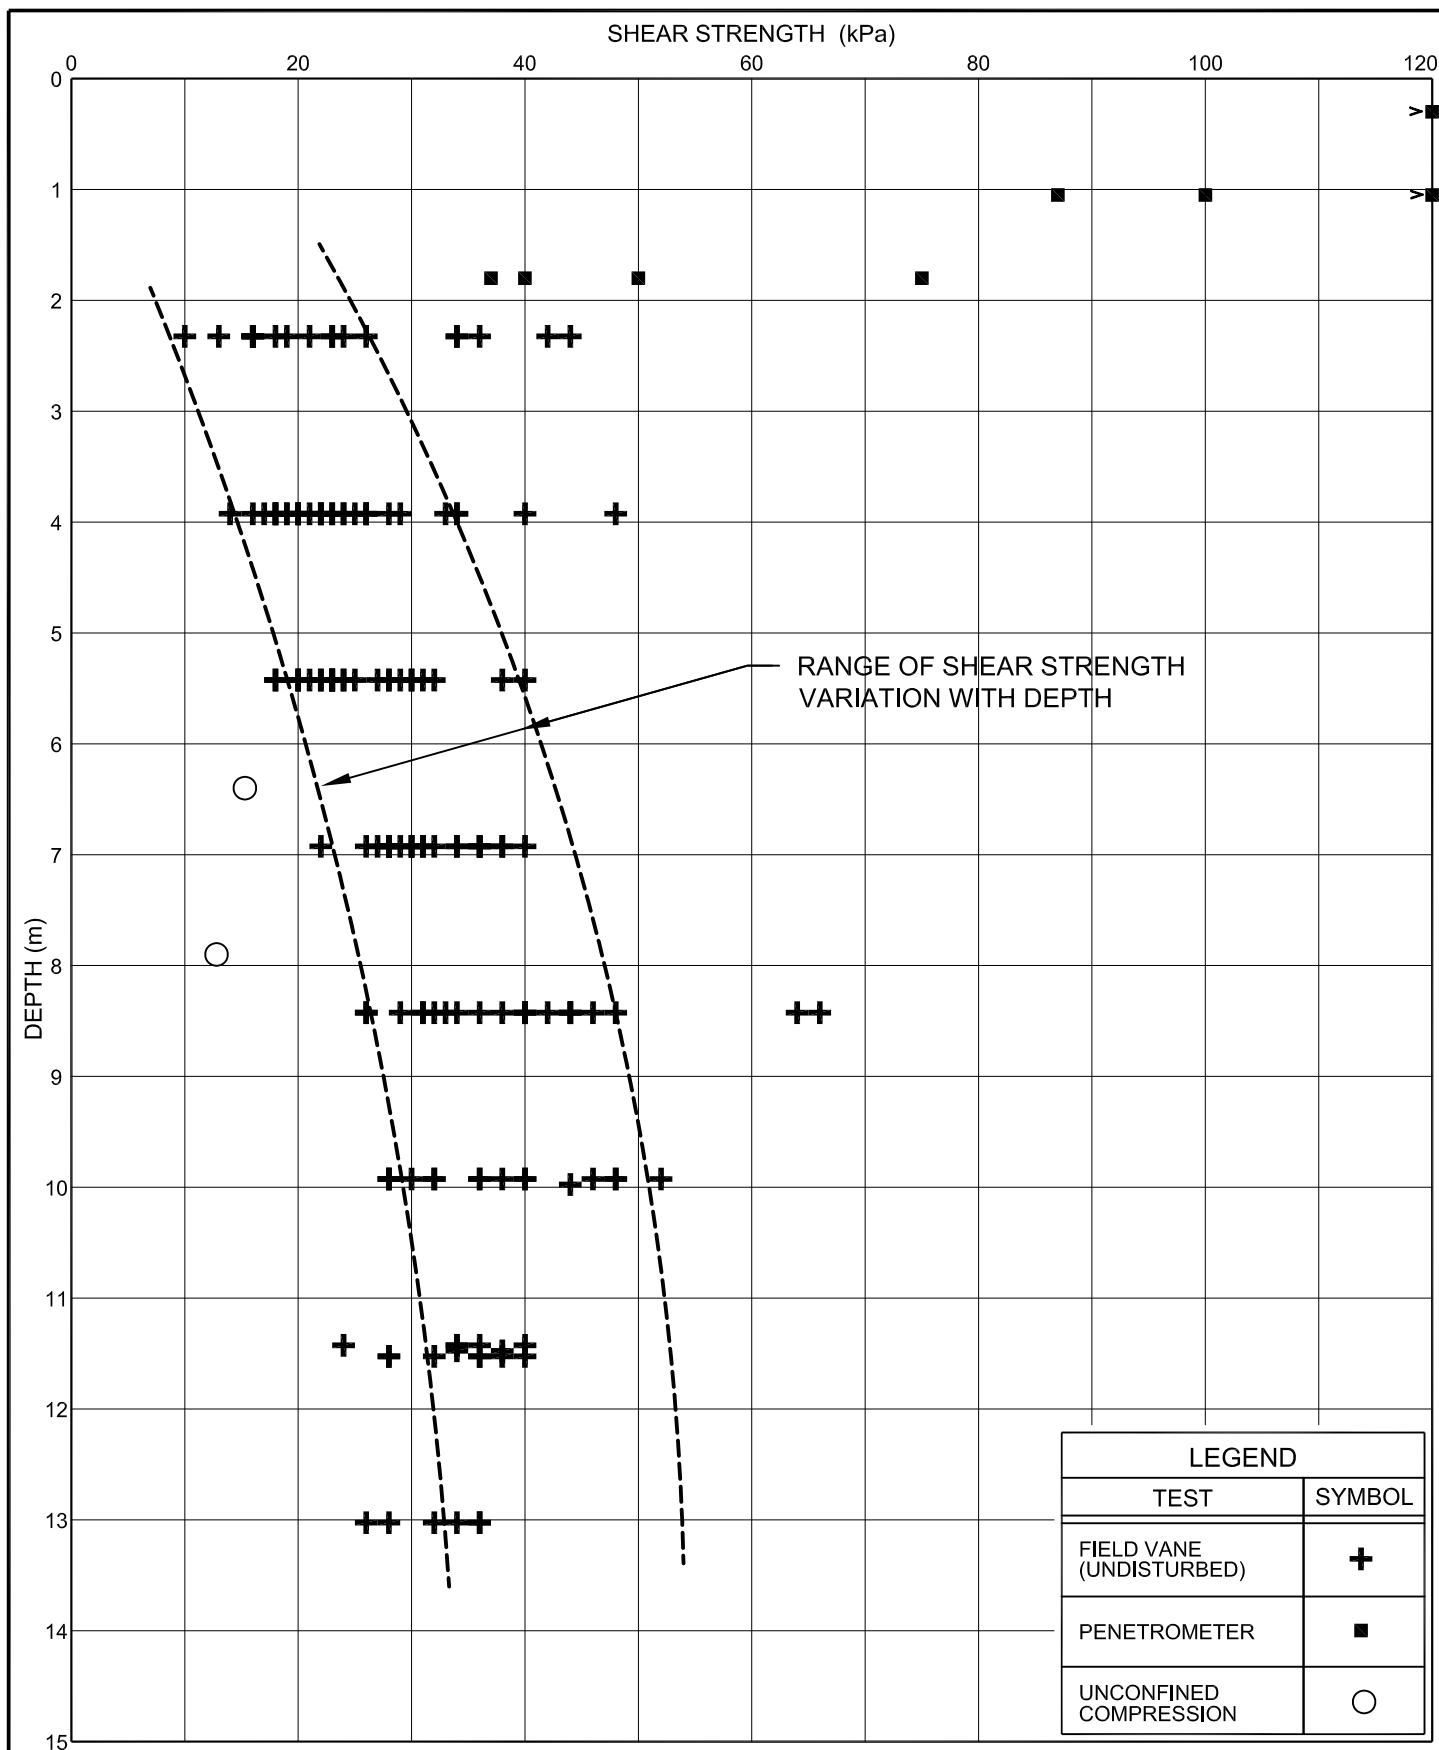 SHEAR STRENGTH (kPa)
0 20 40 60 80 100 120
0
>
1
>
2
3
4
5
RANGE OF SHEAR STRENGTH
VARIATION WITH DEPTH
6
7
DEPTH (m)
8
9
10
11
12
13
14
15
LEGEND
TEST SYMBOL
FIELD VANE
(UNDISTURBED)
PENETROMETER
UNCONFINED
COMPRESSION